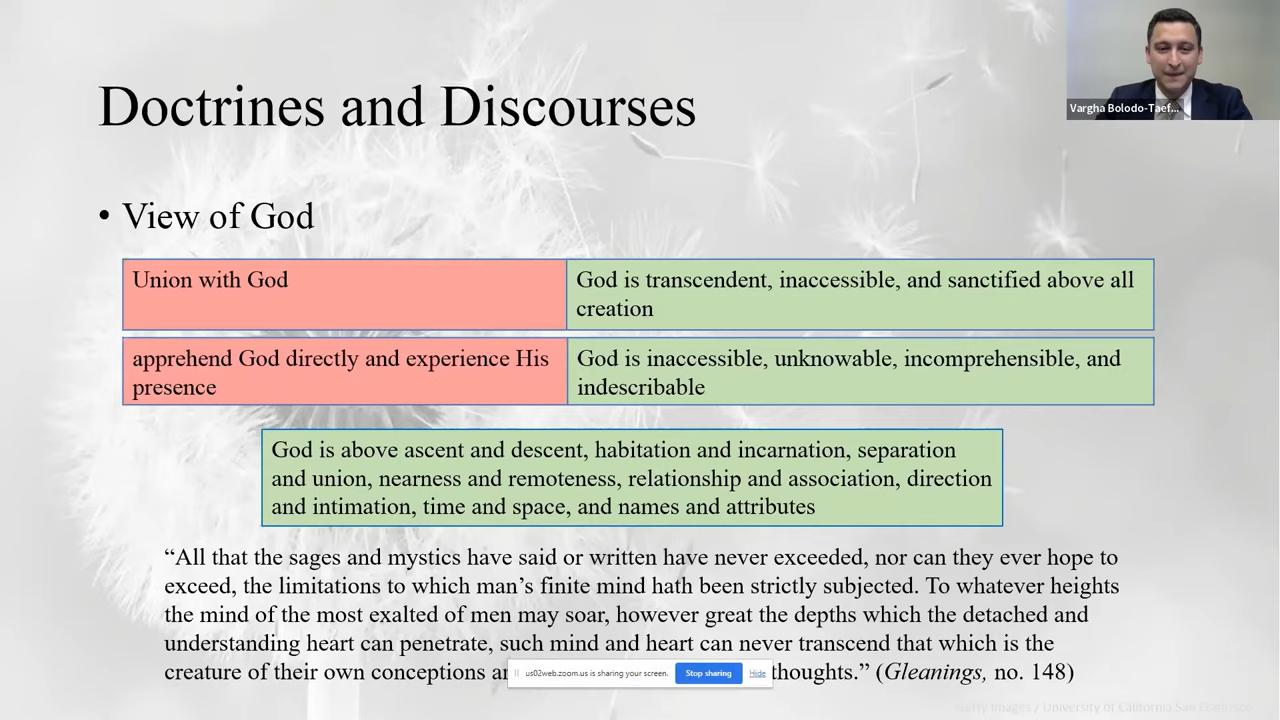 Doctrines and Discourses
Vargha Bolodo-Taef...
• View of God
Union with God
God is transcendent, inaccessible, and sanctified above all
creation
apprehend God directly and experience His
presence
God is inaccessible, unknowable, incomprehensible, and
indescribable
God is above ascent and descent, habitation and incarnation, separation
and union, nearness and remoteness, relationship and association, direction
and intimation, time and space, and names and attributes
“All that the sages and mystics have said or written have never exceeded, nor can they ever hope to
exceed, the limitations to which man’s finite mind hath been strictly subjected. To whatever heights
the mind of the most exalted of men may soar, however great the depths which the detached and
understanding heart can penetrate, such mind and heart can never transcend that which is the
creature of their own conceptions thoughts.” (Gleanings, no. 148)
us02web.zoom.us is sharing your screen. Stop sharing Hide
Getty Images / University of California San Francisco